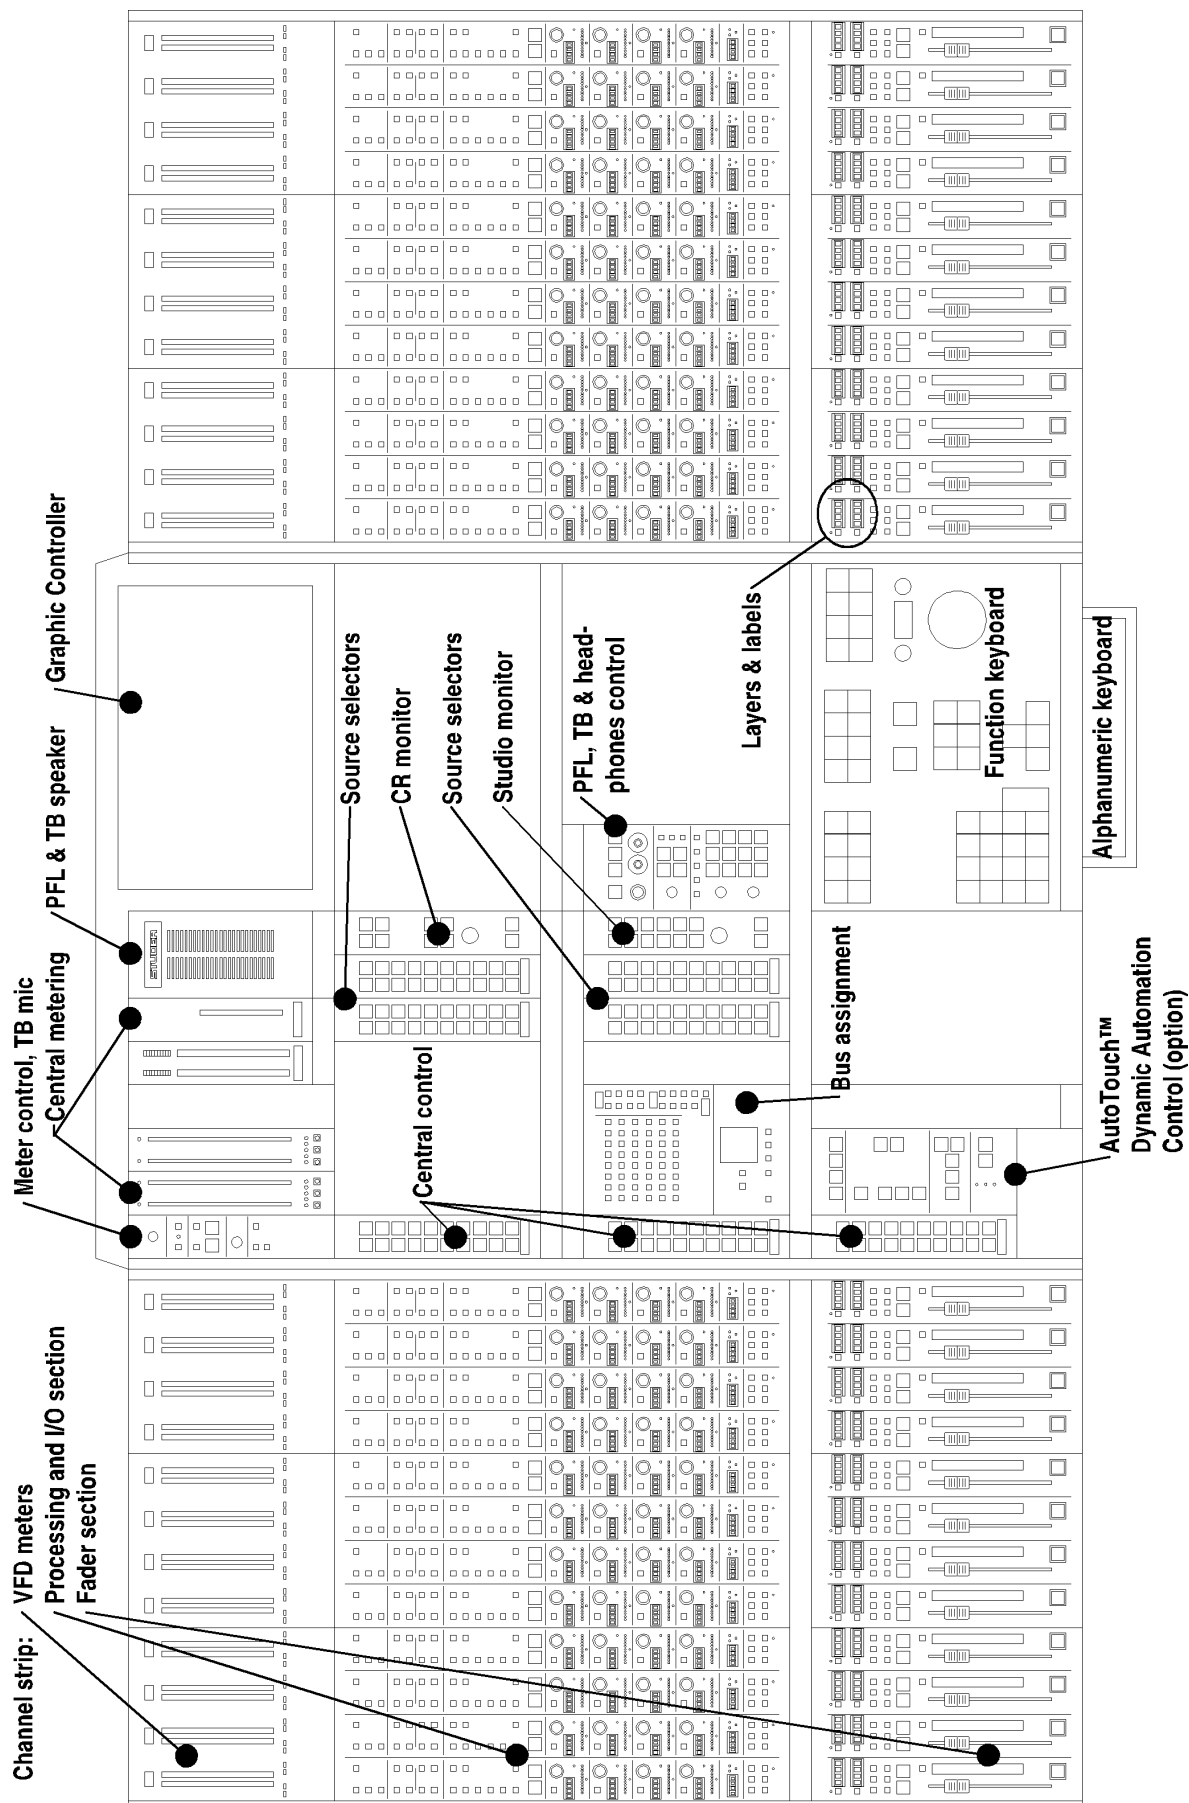 Channel strip:
VFD meters
Processing and I/O section
Fader section
Meter control, TB mic
Central metering
PFL & TB speaker
Graphic Controller
STUDER
Source selectors
CR monitor
Source selectors
Studio monitor
PFL, TB & head-
phones control
Central control
Layers & labels
Bus assignment
Function keyboard
Alphanumeric keyboard
AutoTouch™
Dynamic Automation
Control (option)